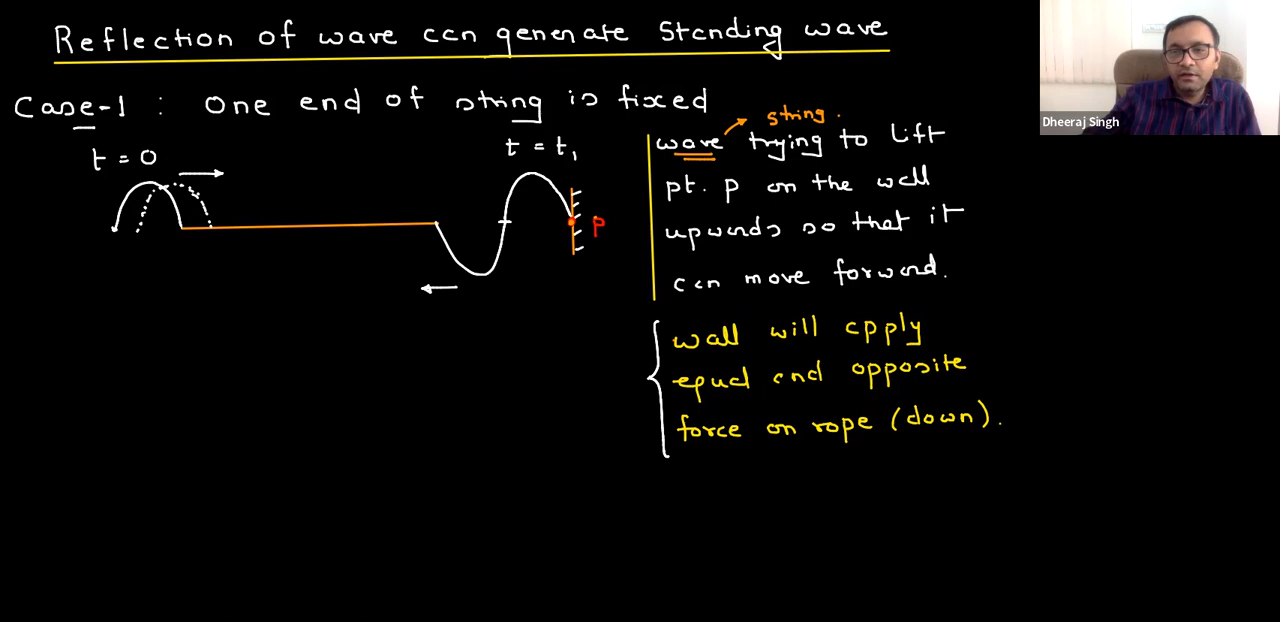 Reflection of wave can generate standing wave
Case-1 : One end of string is fixed
t = 0
t = t₁
P
string.
wave trying to lift
pt. p on the wall
upwards so that it
can move forward.
wall will apply
equal and opposite
force on rope (down).
Dheeraj Singh